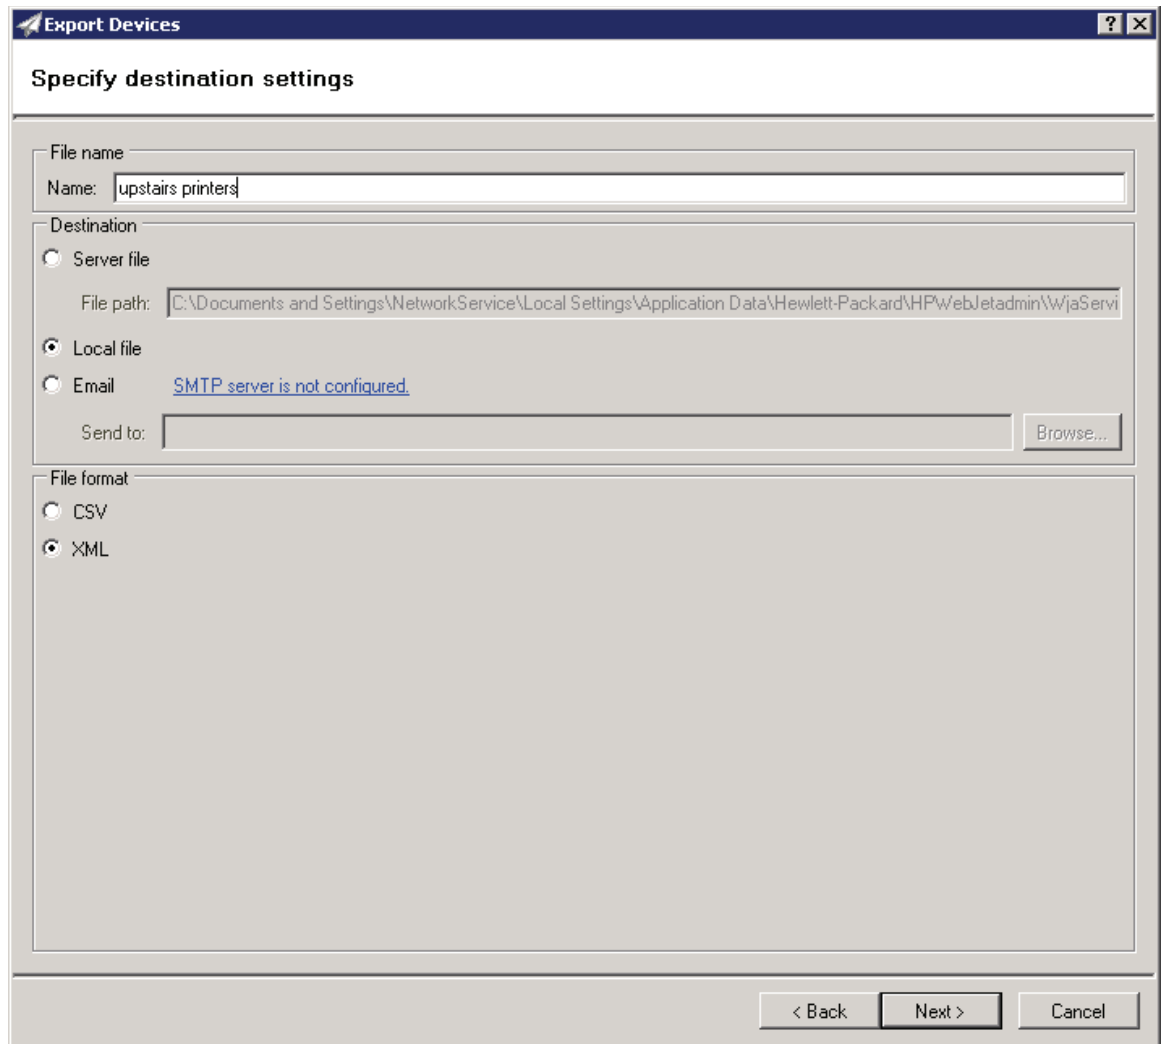 Export Devices
Specify destination settings
File name
Name: upstairs printers
Destination
Server file
File path: C:\Documents and Settings\NetworkService\Local Settings\Application Data\Hewlett-Packard\HPWebJetadmin\WjaServi
Local file
Email SMTP server is not configured.
Send to: Browse...
File format
CSV
XML
< Back Next > Cancel